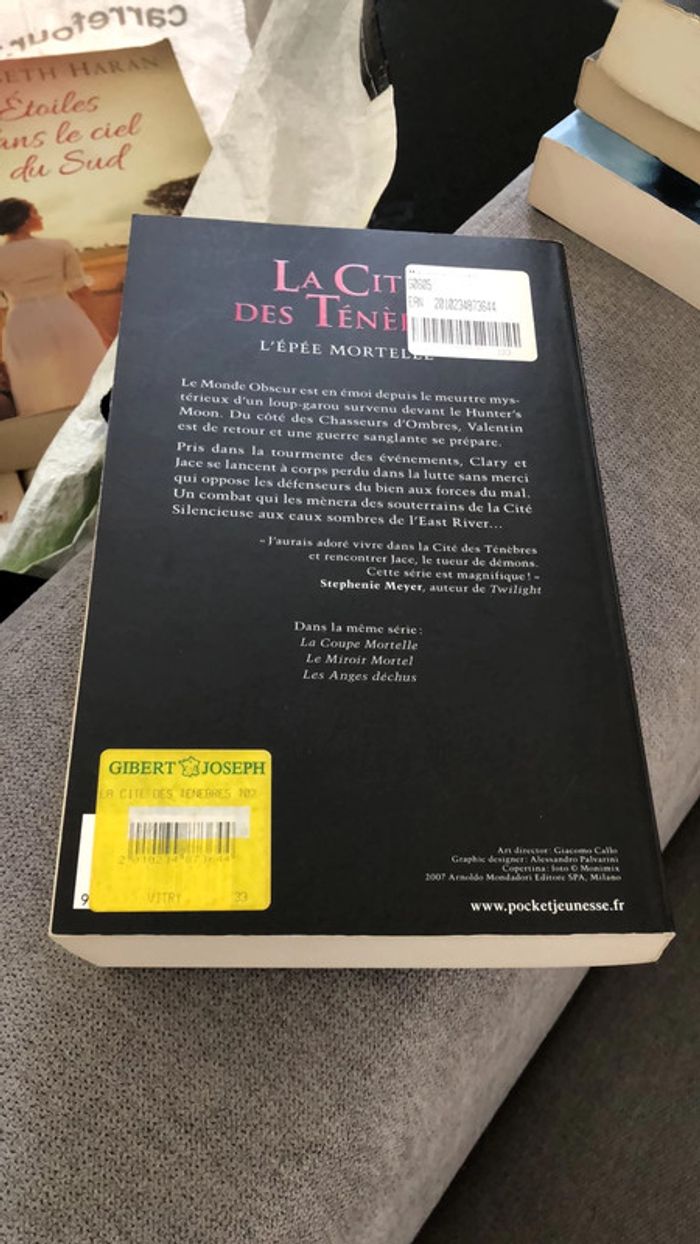 carrefour
BETH HARAN
Étoiles
dans le ciel
du Sud
LA CIT
DES TÉNÈ
L'ÉPÉE MORTELLE
G0605
EAN 2010234873644
133
Le Monde Obscur est en émoi depuis le meurtre mys-
térieux d'un loup-garou survenu devant le Hunter's
Moon. Du côté des Chasseurs d'Ombres, Valentin
est de retour et une guerre sanglante se prépare.
Pris dans la tourmente des événements, Clary et
Jace se lancent à corps perdu dans la lutte sans merci
qui oppose les défenseurs du bien aux forces du mal.
Un combat qui les mènera des souterrains de la Cité
Silencieuse aux eaux sombres de l'East River...
« J'aurais adoré vivre dans la Cité des Ténèbres
et rencontrer Jace, le tueur de démons.
Cette série est magnifique ! »
Stephenie Meyer, auteur de Twilight
Dans la même série :
La Coupe Mortelle
Le Miroir Mortel
Les Anges déchus
GIBERT JOSEPH
LA CITE DES TENEBRES T02
2010234873644
9
VITRY 33
Art director: Giacomo Callo
Graphic designer: Alessandro Palvarini
Copertina: foto © Monimix
2007 Arnoldo Mondadori Editore SPA, Milano
www.pocketjeunesse.fr